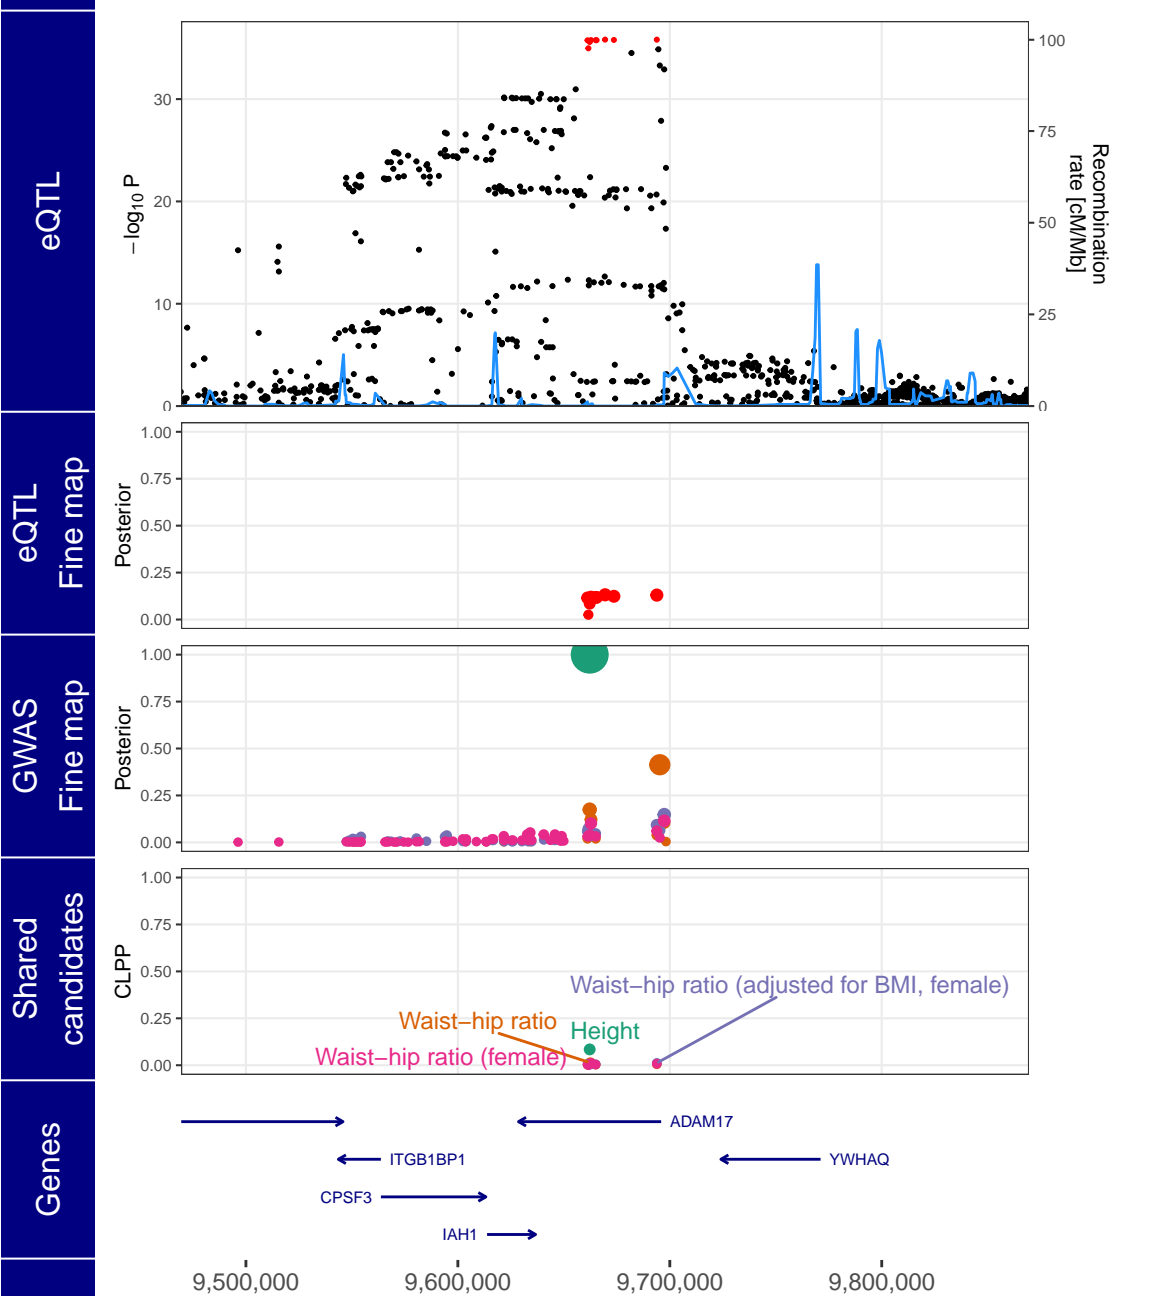 eQTL
−log10 P
30
20
10
0
100
75
50
25
0
Recombination
rate [cM/Mb]
eQTL
Fine map
Posterior
1.00
0.75
0.50
0.25
0.00
GWAS
Fine map
Posterior
1.00
0.75
0.50
0.25
0.00
Shared
candidates
CLPP
1.00
0.75
0.50
0.25
0.00
Waist−hip ratio (adjusted for BMI, female)
Waist−hip ratio
Height
Waist−hip ratio (female)
Genes
ADAM17
ITGB1BP1
YWHAQ
CPSF3
IAH1
9,500,000
9,600,000
9,700,000
9,800,000